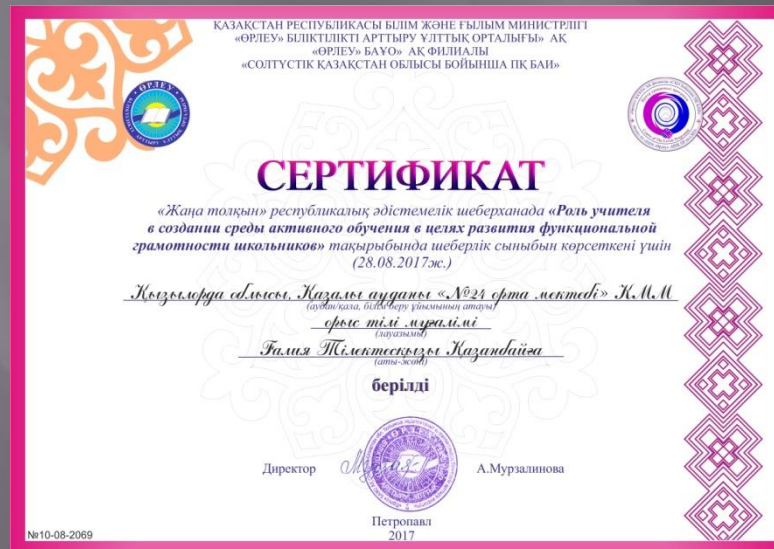 ҚАЗАҚСТАН РЕСПУБЛИКАСЫ БІЛІМ ЖӘНЕ ҒЫЛЫМ МИНИСТРЛІГІ
«ӨРЛЕУ» БІЛІКТІЛІКТІ АРТТЫРУ ҰЛТТЫҚ ОРТАЛЫҒЫ» АҚ
«ӨРЛЕУ» БАҰО» АҚ ФИЛИАЛЫ
«СОЛТҮСТІК ҚАЗАҚСТАН ОБЛЫСЫ БОЙЫНША ПҚ БАИ»
ӨРЛЕУ
СЕРТИФИКАТ
«Жаңа толқын» республикалық әдістемелік шеберханада «Роль учителя
в создании среды активного обучения в целях развития функциональной
грамотности школьников» тақырыбында шеберлік сыныбын көрсеткені үшін
(28.08.2017ж.)
Қызылорда облысы, Қазалы ауданы «№24 орта мектебі» КММ
(аудан/қала, білім беру ұйымының атауы)
орыс тілі мұғалімі
(лауазымы)
Ғалия Тілектесқызы Қазанбайға
(аты-жөні)
берілді
Директор
А.Мурзалинова
Петропавл
2017
№10-08-2069